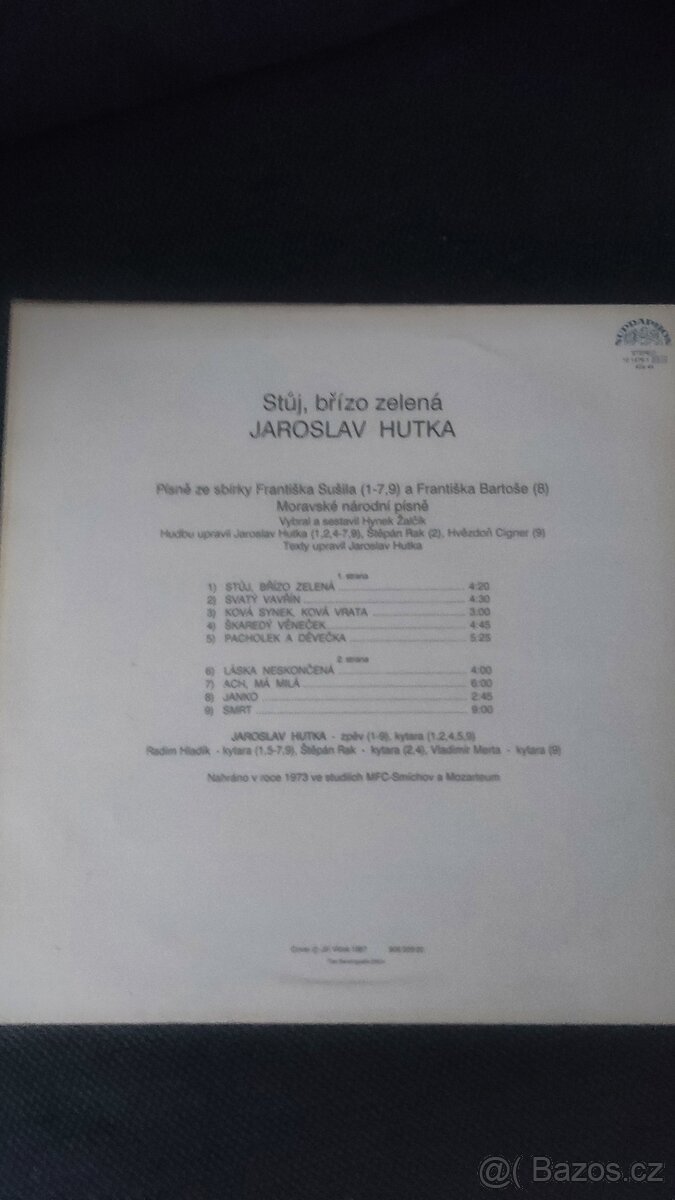 SUPRAPHON
STEREO
Stůj, břízo zelená
JAROSLAV HUTKA
Písně ze sbírky Františka Sušila (1-7,9) a Františka Bartoše (8)
Moravské národní písně
Vybral a sestavil Hynek Žalčík
Hudbu upravil Jaroslav Hutka (1,2,4-7,9), Štěpán Rak (2), Hvězdoň Cigner (9)
Texty upravil Jaroslav Hutka
1. strana
1) STŮJ, BŘÍZO ZELENÁ 4:20
2) SVATÝ VAVŘÍN 4:30
3) KOVÁ SYNEK, KOVÁ VRATA 3:00
4) ŠKAREDÝ VĚNEČEK 4:45
5) PACHOLEK A DĚVEČKA 5:25
2. strana
6) LÁSKA NESKONČENÁ 4:00
7) ACH, MÁ MILÁ 6:00
8) JANKO 2:45
9) SMRT 9:00
JAROSLAV HUTKA - zpěv (1-9), kytara (1,2,4,5,9)
Radim Hladík - kytara (1,5-7,9), Štěpán Rak - kytara (2,4), Vladimír Merta - kytara (9)
Nahráno v roce 1973 ve studiích MFC-Smíchov a Mozarteum
Cover © Jiří 1987
@( Bazos.cz